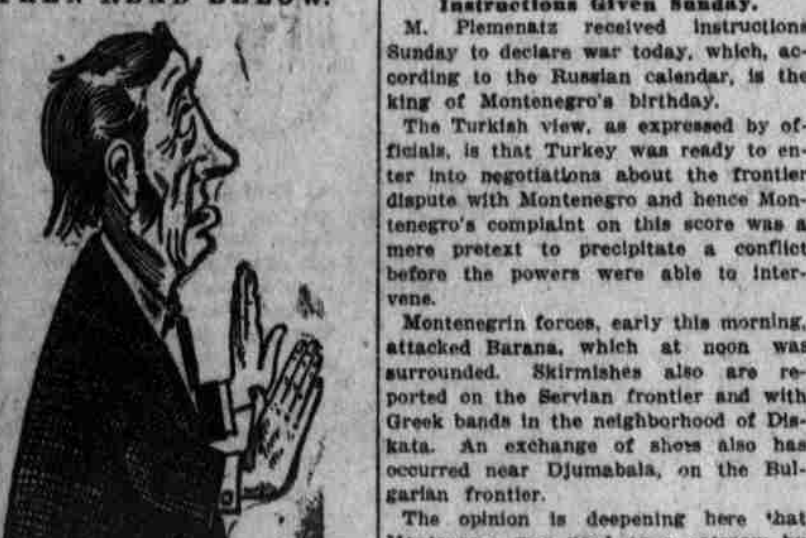 READ BELOW.
Instructions Given Sunday.
M. Plemenatz received instructions
Sunday to declare war today, which, ac-
cording to the Russian calendar, is the
king of Montenegro's birthday.
The Turkish view, as expressed by of-
ficials, is that Turkey was ready to en-
ter into negotiations about the frontier
dispute with Montenegro and hence Mon-
tenegro's complaint on this score was a
mere pretext to precipitate a conflict
before the powers were able to inter-
vene.
Montenegrin forces, early this morning,
attacked Barana, which at noon was
surrounded. Skirmishes also are re-
ported on the Servian frontier and with
Greek bands in the neighborhood of Dis-
kata. An exchange of shots also has
occurred near Djumabala, on the Bul-
garian frontier.
The opinion is deepening here that